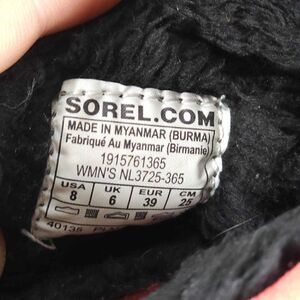 SOREL.COM
MADE IN MYANMAR (BURMA)
Fabriqué Au Myanmar (Birmanie)
1915761365
WMN'S NL3725-365
USA UK EUR CM
8 6 39 25
40135